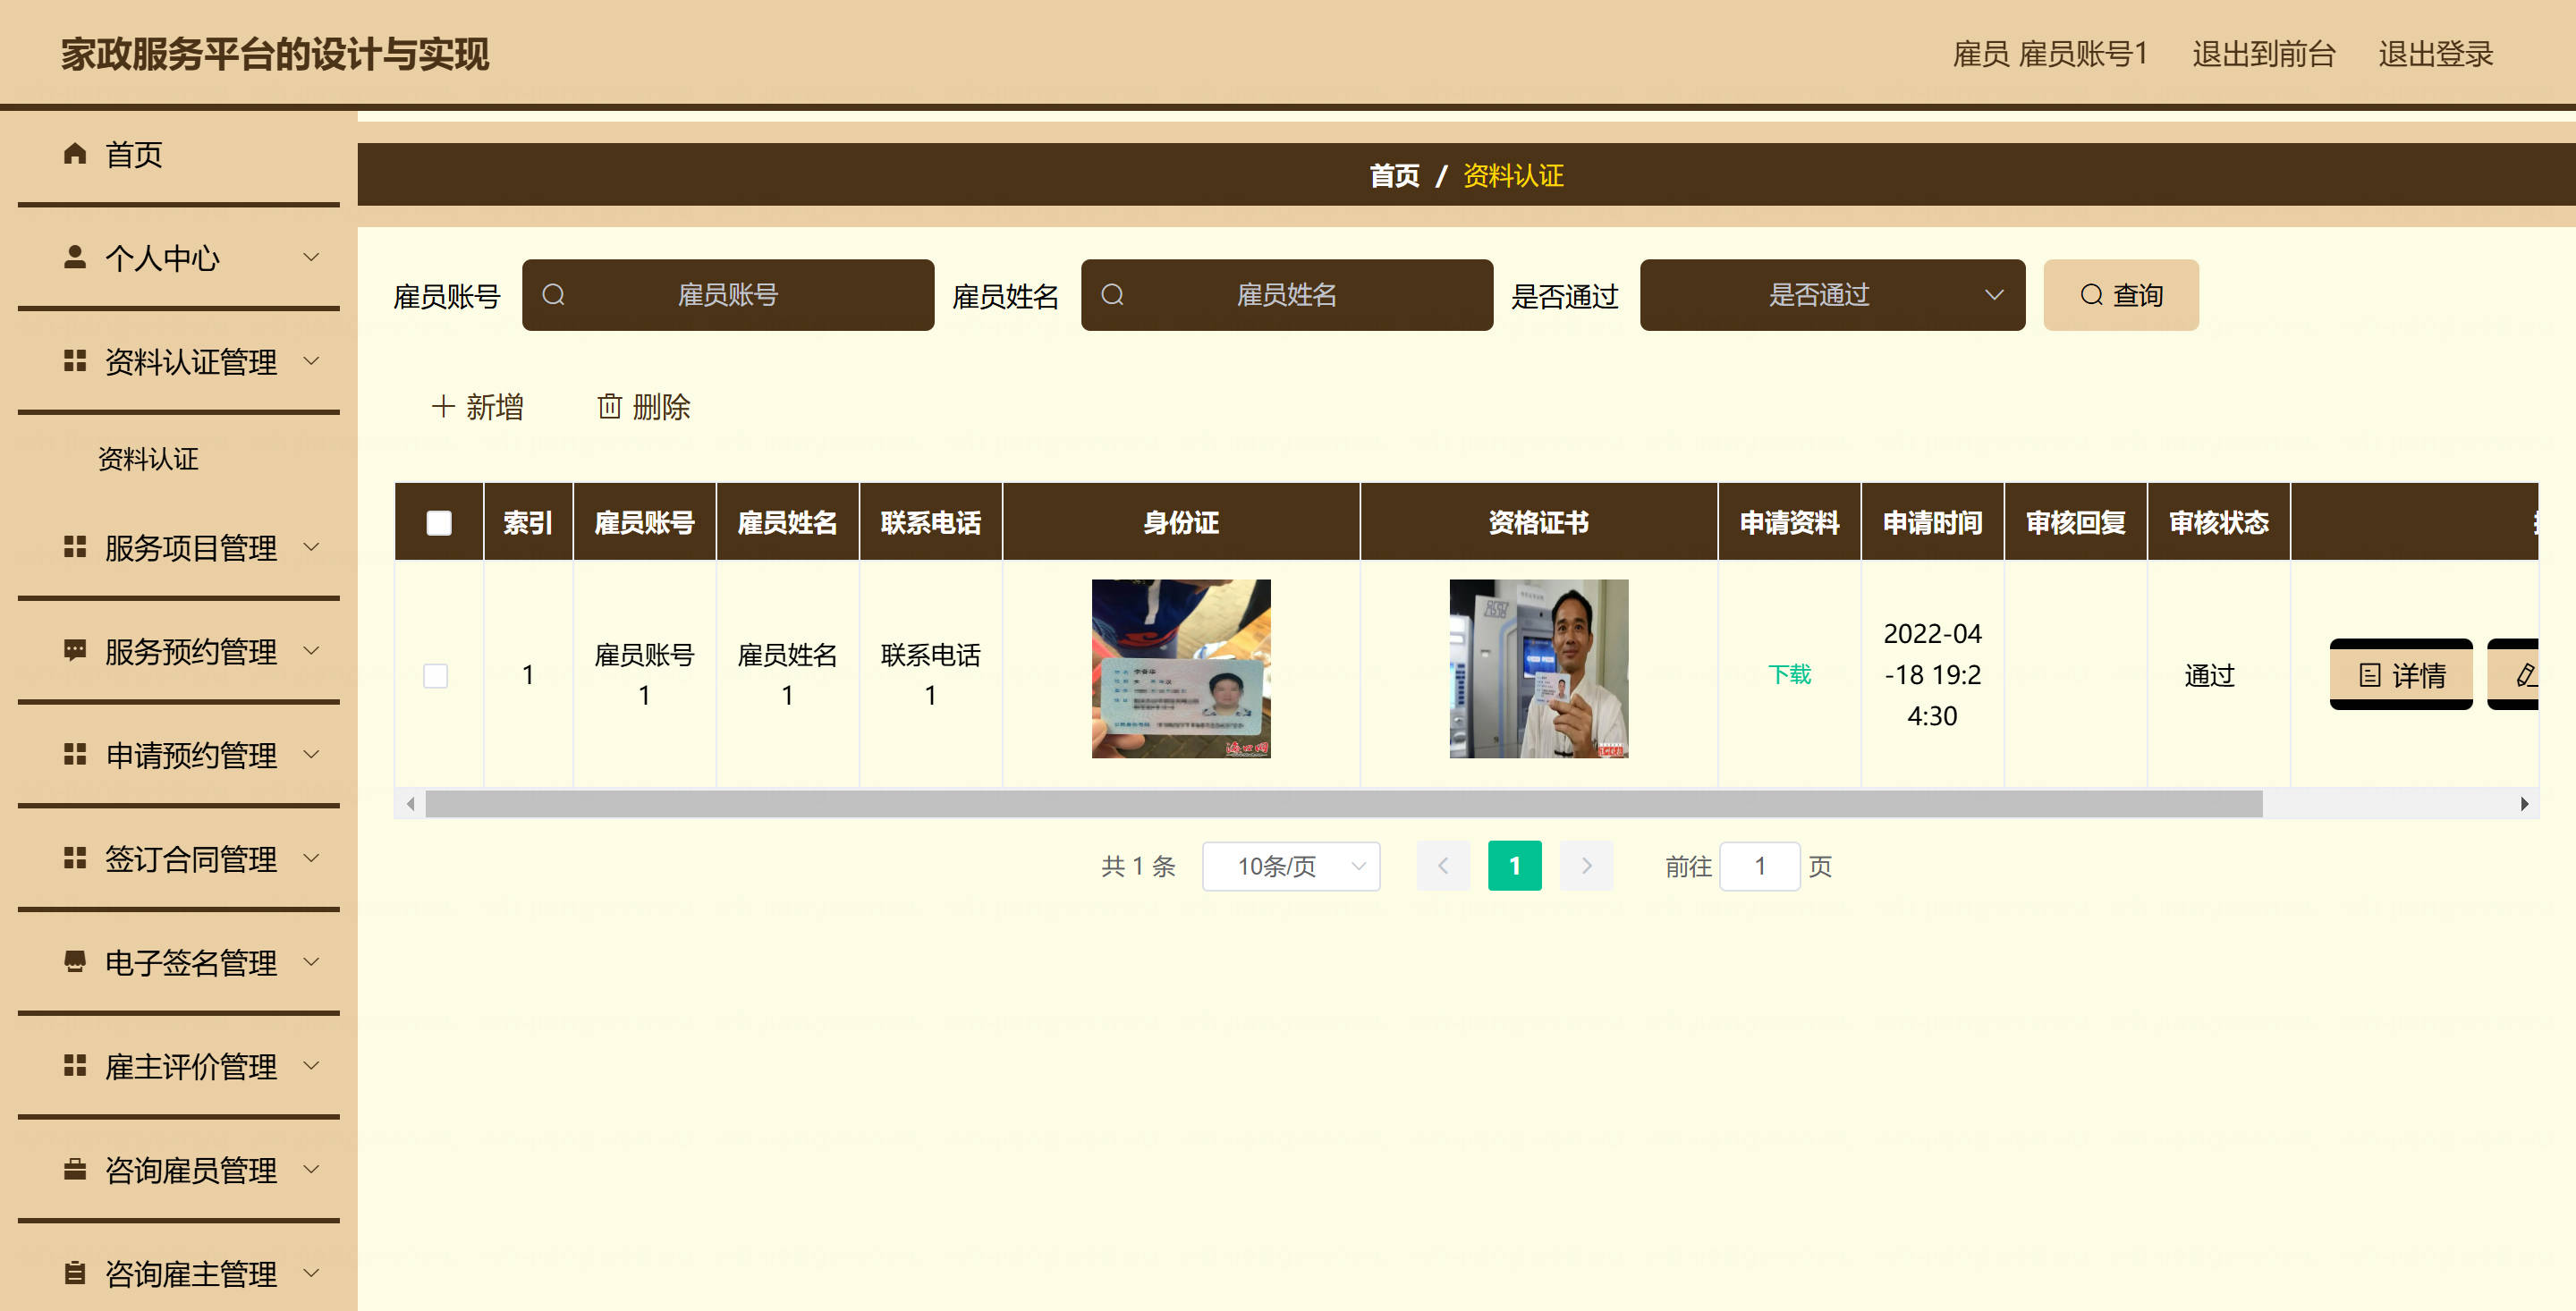 家政服务平台的设计与实现
雇员 雇员账号1 退出到前台 退出登录
首页
个人中心
资料认证管理
资料认证
服务项目管理
服务预约管理
申请预约管理
签订合同管理
电子签名管理
雇主评价管理
咨询雇员管理
咨询雇主管理
首页 / 资料认证
雇员账号 雇员账号 雇员姓名 雇员姓名 是否通过 是否通过 查询
新增 删除
索引 雇员账号 雇员姓名 联系电话 身份证 资格证书 申请资料 申请时间 审核回复 审核状态
1 雇员账号1 雇员姓名1 联系电话1 下载 2022-04-18 19:24:30 通过 详情
共 1 条 10条/页 1 前往 1 页